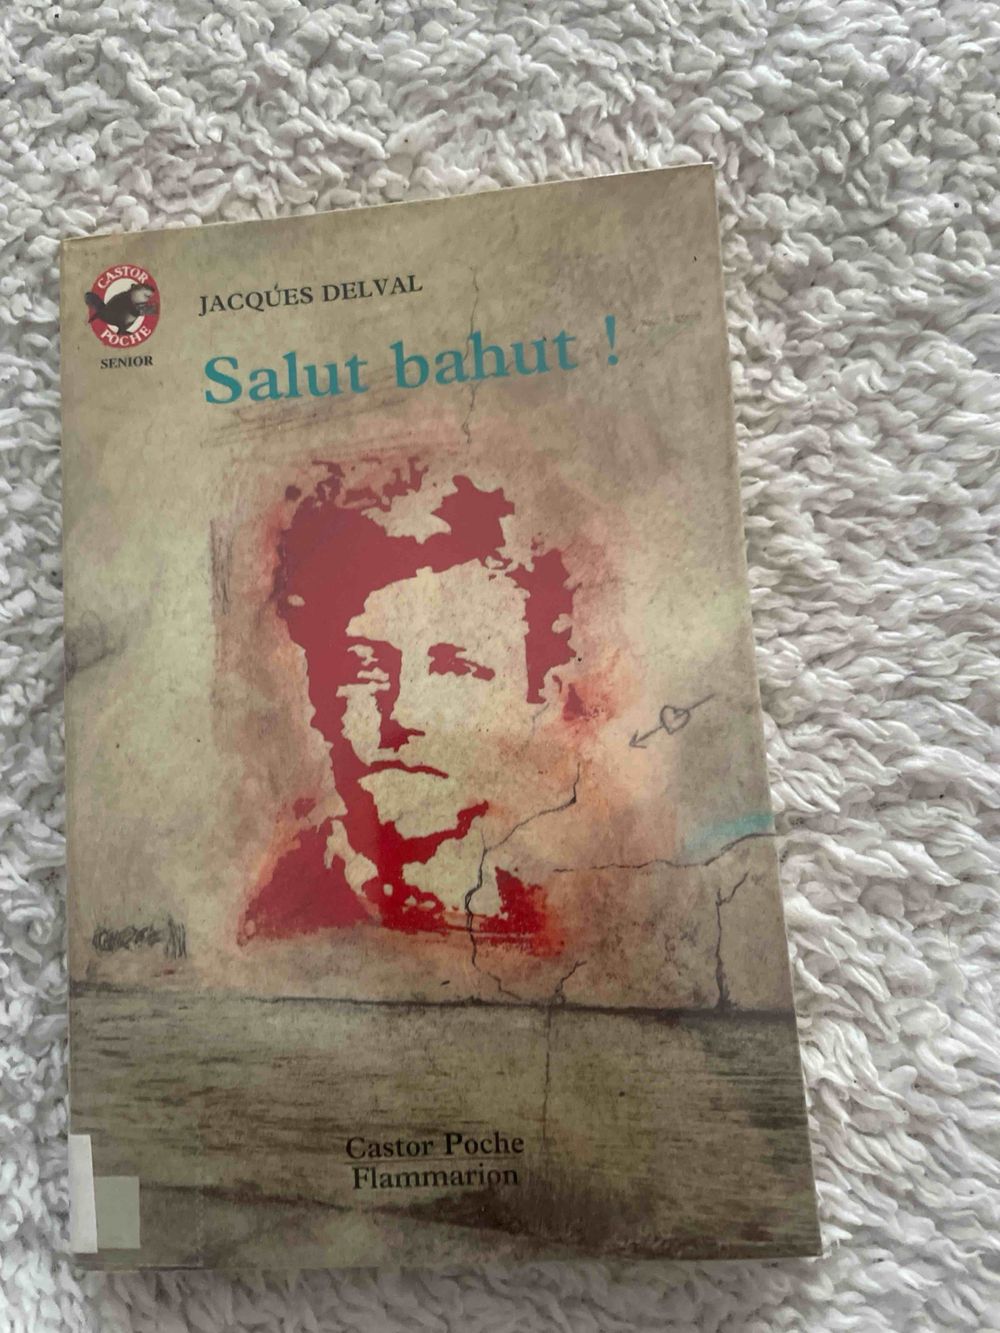 CASTOR
POCHE
SENIOR
JACQUES DELVAL
Salut bahut !
Castor Poche
Flammarion